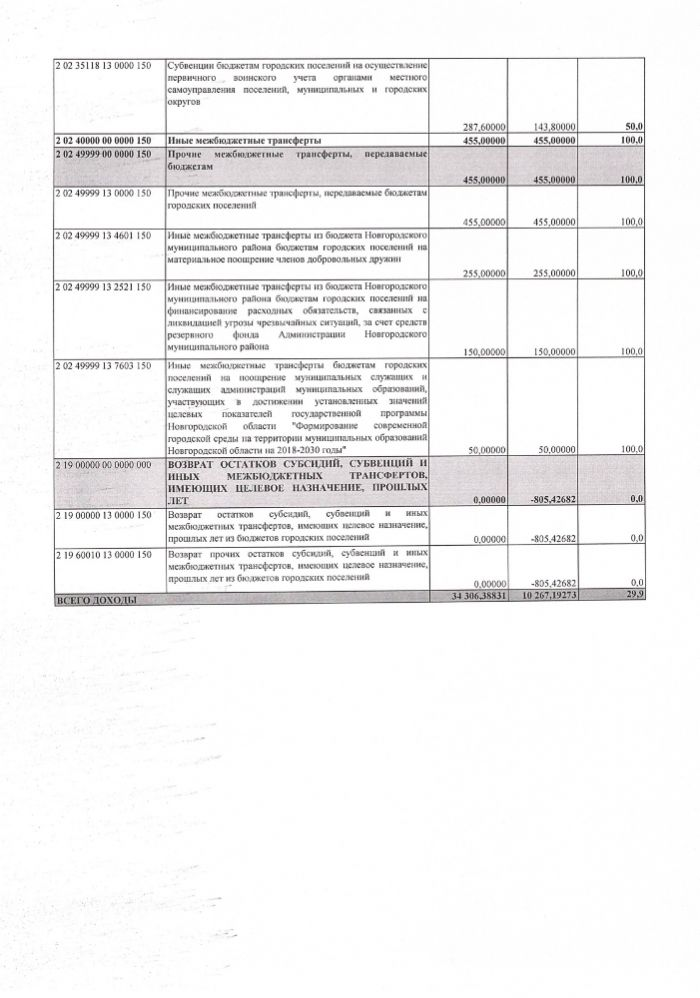 2 02 35118 13 0000 150 Субвенции бюджетам городских поселений на осуществление
первичного воинского учета органами местного
самоуправления поселений, муниципальных и городских
округов
287,60000 143,80000 50,0
2 02 40000 00 0000 150 Иные межбюджетные трансферты 455,00000 455,00000 100,0
2 02 49999 00 0000 150 Прочие межбюджетные трансферты, передаваемые
бюджетам
455,00000 455,00000 100,0
2 02 49999 13 0000 150 Прочие межбюджетные трансферты, передаваемые бюджетам
городских поселений
455,00000 455,00000 100,0
2 02 49999 13 4601 150 Иные межбюджетные трансферты из бюджета Новгородского
муниципального района бюджетам городских поселений на
материальное поощрение членов добровольных дружин
255,00000 255,00000 100,0
2 02 49999 13 2521 150 Иные межбюджетные трансферты из бюджета Новгородского
муниципального района бюджетам городских поселений на
финансирование расходных обязательств, связанных с
ликвидацией угрозы чрезвычайных ситуаций, за счет средств
резервного фонда Администрации Новгородского
муниципального района
150,00000 150,00000 100,0
2 02 49999 13 7603 150 Иные межбюджетные трансферты бюджетам городских
поселений на поощрение муниципальных служащих и
служащих администраций муниципальных образований,
участвующих в достижении установленных значений
целевых показателей государственной программы
Новгородской области "Формирование современной
городской среды на территории муниципальных образований
Новгородской области на 2018-2030 годы" 50,00000 50,00000 100,0
2 19 00000 00 0000 000 ВОЗВРАТ ОСТАТКОВ СУБСИДИЙ, СУБВЕНЦИЙ И
ИНЫХ МЕЖБЮДЖЕТНЫХ ТРАНСФЕРТОВ,
ИМЕЮЩИХ ЦЕЛЕВОЕ НАЗНАЧЕНИЕ, ПРОШЛЫХ
ЛЕТ 0,00000 -805,42682 0,0
2 19 00000 13 0000 150 Возврат остатков субсидий, субвенций и иных
межбюджетных трансфертов, имеющих целевое назначение,
прошлых лет из бюджетов городских поселений 0,00000 -805,42682 0,0
2 19 60010 13 0000 150 Возврат прочих остатков субсидий, субвенций и иных
межбюджетных трансфертов, имеющих целевое назначение,
прошлых лет из бюджетов городских поселений
0,00000 -805,42682 0,0
ВСЕГО ДОХОДЫ 34 306,38831 10 267,19273 29,9